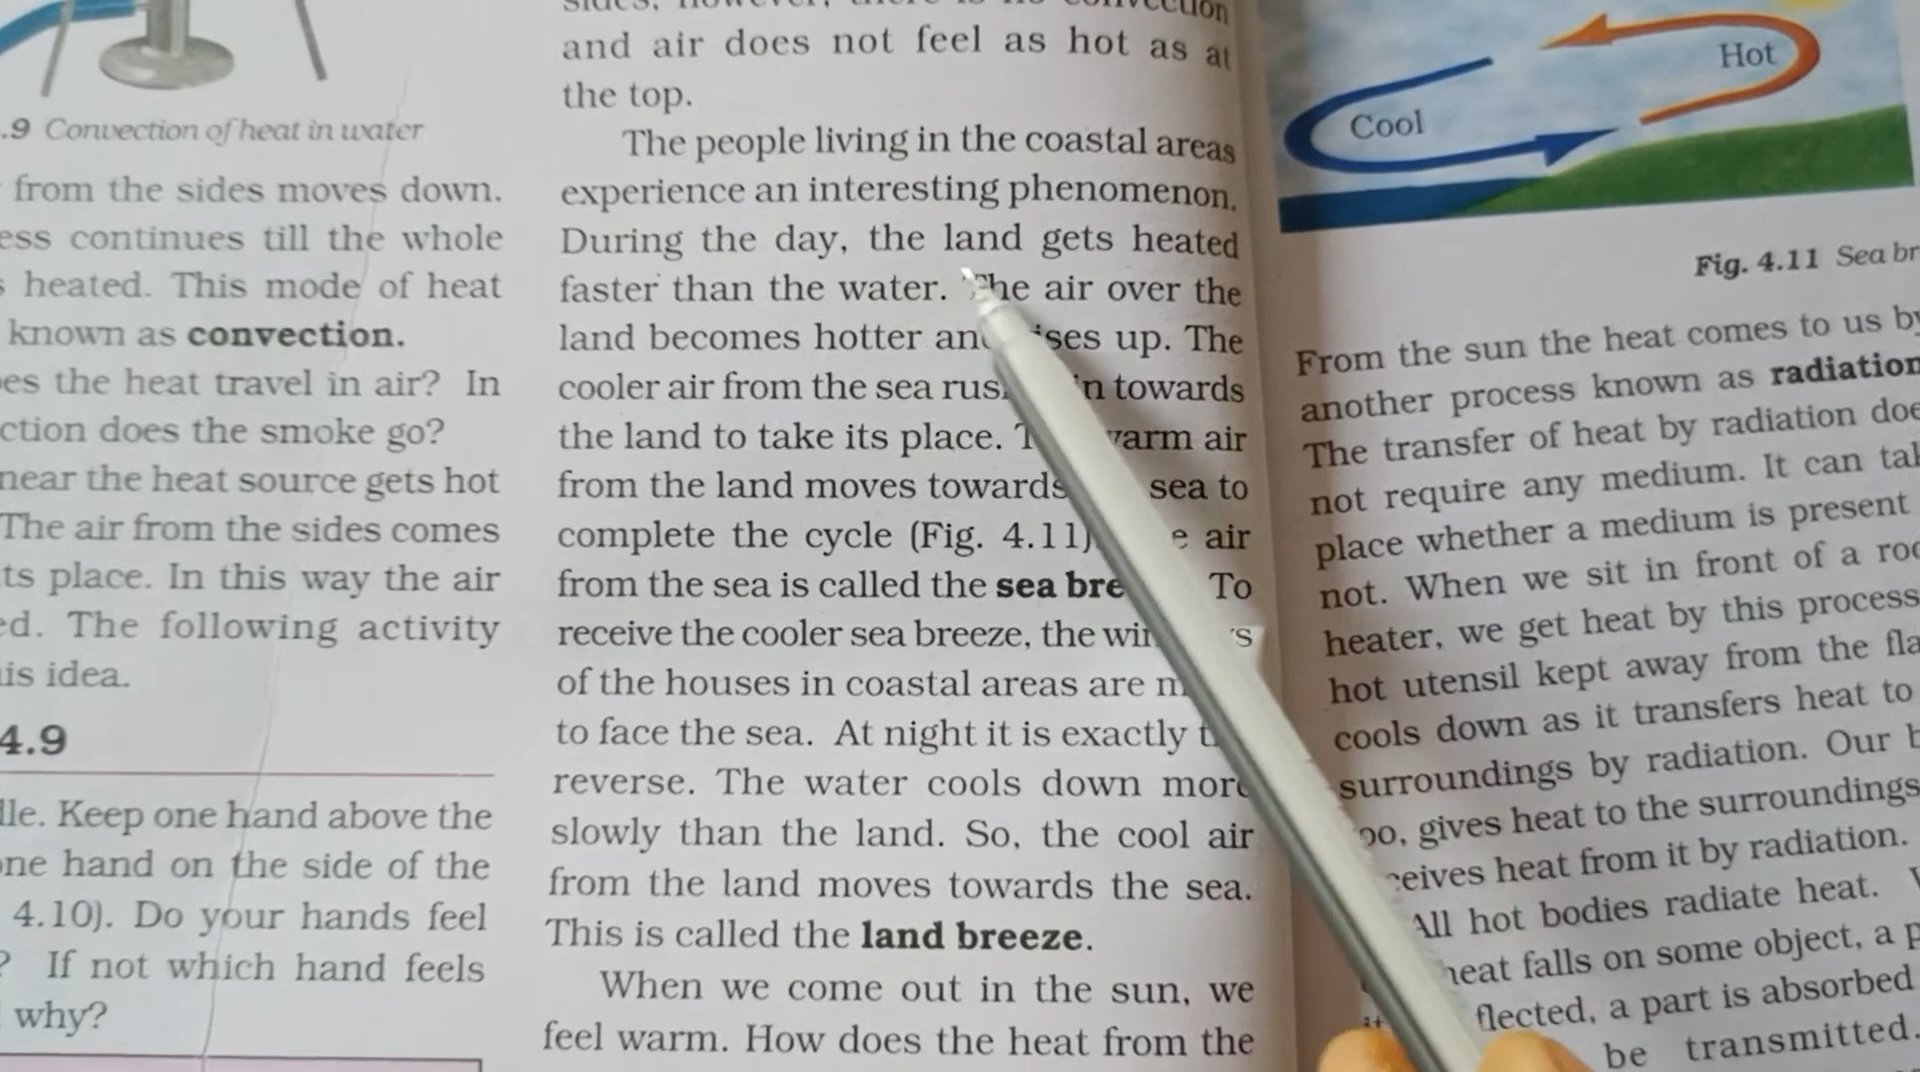 .9 Convection of heat in water
from the sides moves down.
ess continues till the whole
s heated. This mode of heat
known as convection.
es the heat travel in air? In
ction does the smoke go?
near the heat source gets hot
The air from the sides comes
ts place. In this way the air
ed. The following activity
is idea.
4.9
lle. Keep one hand above the
ne hand on the side of the
4.10). Do your hands feel
? If not which hand feels
why?
and air does not feel as hot as at
the top.
The people living in the coastal areas
experience an interesting phenomenon.
During the day, the land gets heated
faster than the water. The air over the
land becomes hotter an ises up. The
cooler air from the sea rus n towards
the land to take its place. T warm air
from the land moves towards sea to
complete the cycle (Fig. 4.11) e air
from the sea is called the sea bre To
receive the cooler sea breeze, the wi s
of the houses in coastal areas are m
to face the sea. At night it is exactly t
reverse. The water cools down more
slowly than the land. So, the cool air
from the land moves towards the sea.
This is called the land breeze.
When we come out in the sun, we
feel warm. How does the heat from the
Hot
Cool
Fig. 4.11 Sea br
From the sun the heat comes to us by
another process known as radiation
The transfer of heat by radiation doe
not require any medium. It can tak
place whether a medium is present
not. When we sit in front of a roo
heater, we get heat by this process
hot utensil kept away from the fla
cools down as it transfers heat to
surroundings by radiation. Our b
oo, gives heat to the surroundings
ceives heat from it by radiation.
All hot bodies radiate heat.
heat falls on some object, a p
flected, a part is absorbed
be transmitted.